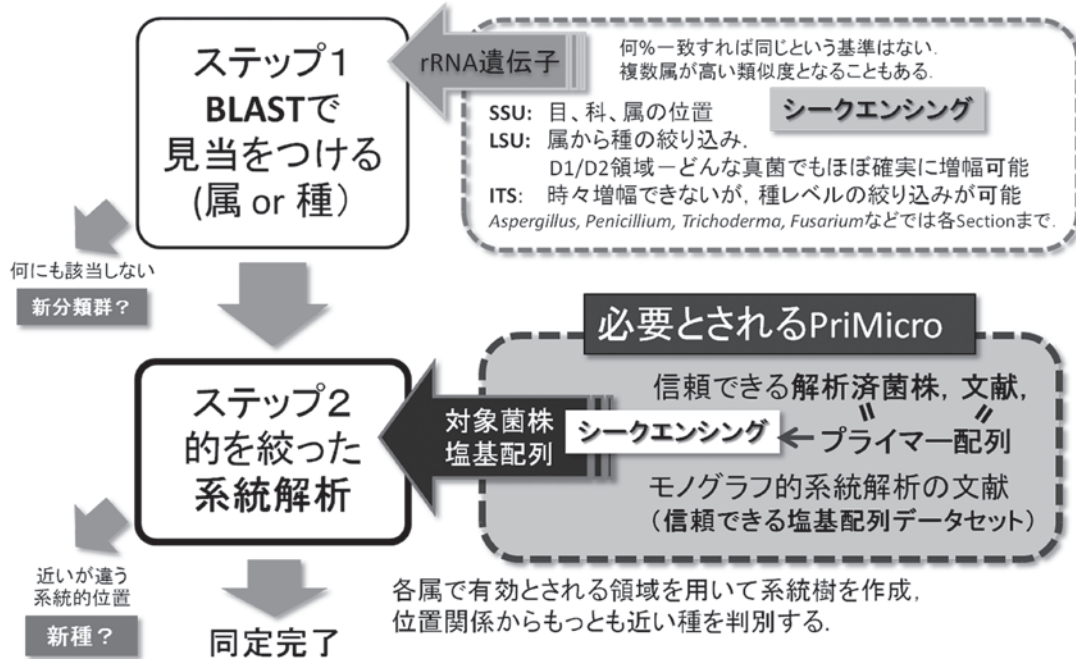 ステップ1
BLASTで
見当をつける
(属 or 種)
rRNA遺伝子
何%一致すれば同じという基準はない.
複数属が高い類似度となることもある.
シークエンシング
SSU: 目、科、属の位置
LSU: 属から種の絞り込み.
D1/D2領域ーどんな真菌でもほぼ確実に増幅可能
ITS: 時々増幅できないが, 種レベルの絞り込みが可能
Aspergillus, Penicillium, Trichoderma, Fusariumなどでは各Sectionまで.
何にも該当しない
新分類群?
必要とされるPriMicro
ステップ2
的を絞った
系統解析
対象菌株
塩基配列
シークエンシング
信頼できる解析済菌株, 文献,
プライマー配列
モノグラフ的系統解析の文献
(信頼できる塩基配列データセット)
近いが違う
系統的位置
新種?
同定完了
各属で有効とされる領域を用いて系統樹を作成,
位置関係からもっとも近い種を判別する.